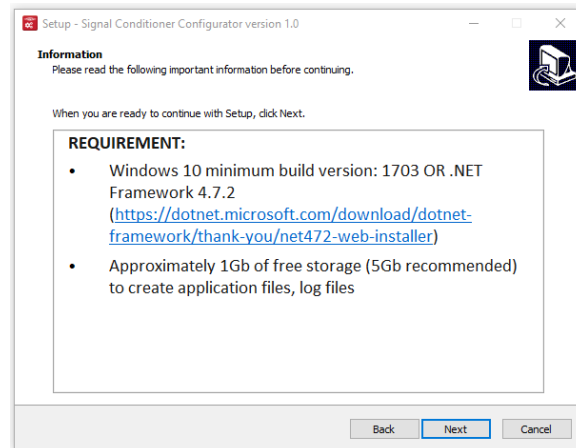 Setup - Signal Conditioner Configurator version 1.0
Information
Please read the following important information before continuing.
When you are ready to continue with Setup, click Next.
REQUIREMENT:
• Windows 10 minimum build version: 1703 OR .NET
Framework 4.7.2
(https://dotnet.microsoft.com/download/dotnet-
framework/thank-you/net472-web-installer)
• Approximately 1Gb of free storage (5Gb recommended)
to create application files, log files
Back Next Cancel